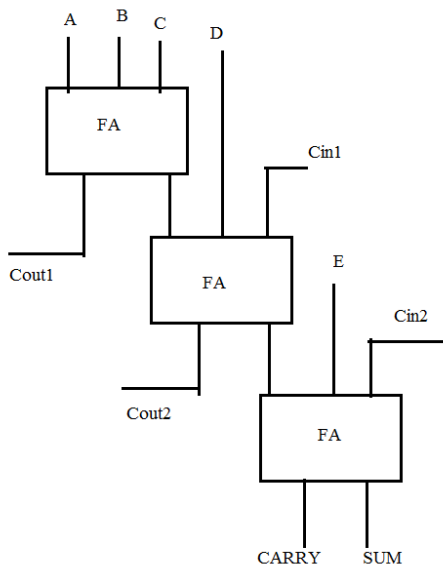 A B C D
FA
Cin1
Cout1
FA
E
Cin2
Cout2
FA
CARRY SUM